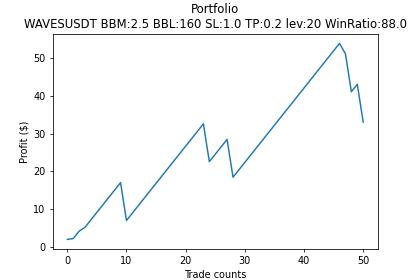 Portfolio
WAVESUSDT BBM:2.5 BBL:160 SL:1.0 TP:0.2 lev:20 WinRatio:88.0
50
40
30
20
10
0
Profit ($)
0 10 20 30 40 50
Trade counts